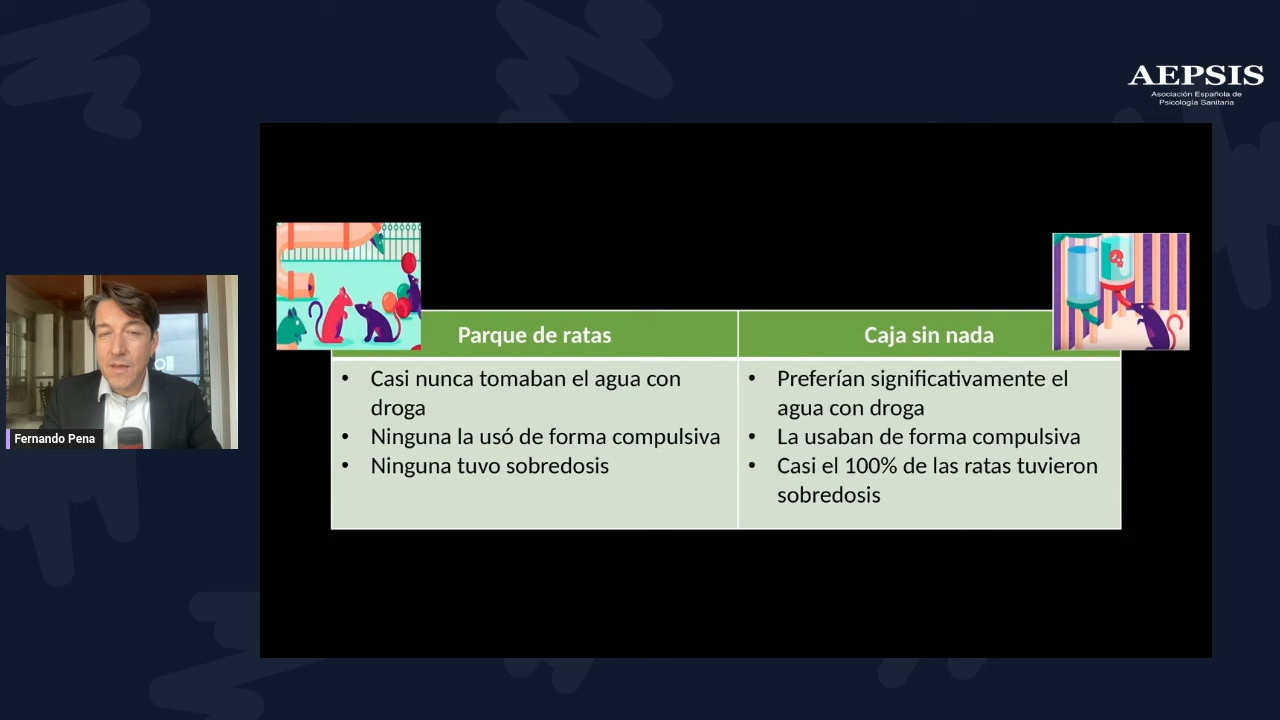 AEPSIS
Asociación Española de
Psicología Sanitaria
Fernando Pena
Parque de ratas
• Casi nunca tomaban el agua con
droga
• Ninguna la usó de forma compulsiva
• Ninguna tuvo sobredosis
Caja sin nada
• Preferían significativamente el
agua con droga
• La usaban de forma compulsiva
• Casi el 100% de las ratas tuvieron
sobredosis